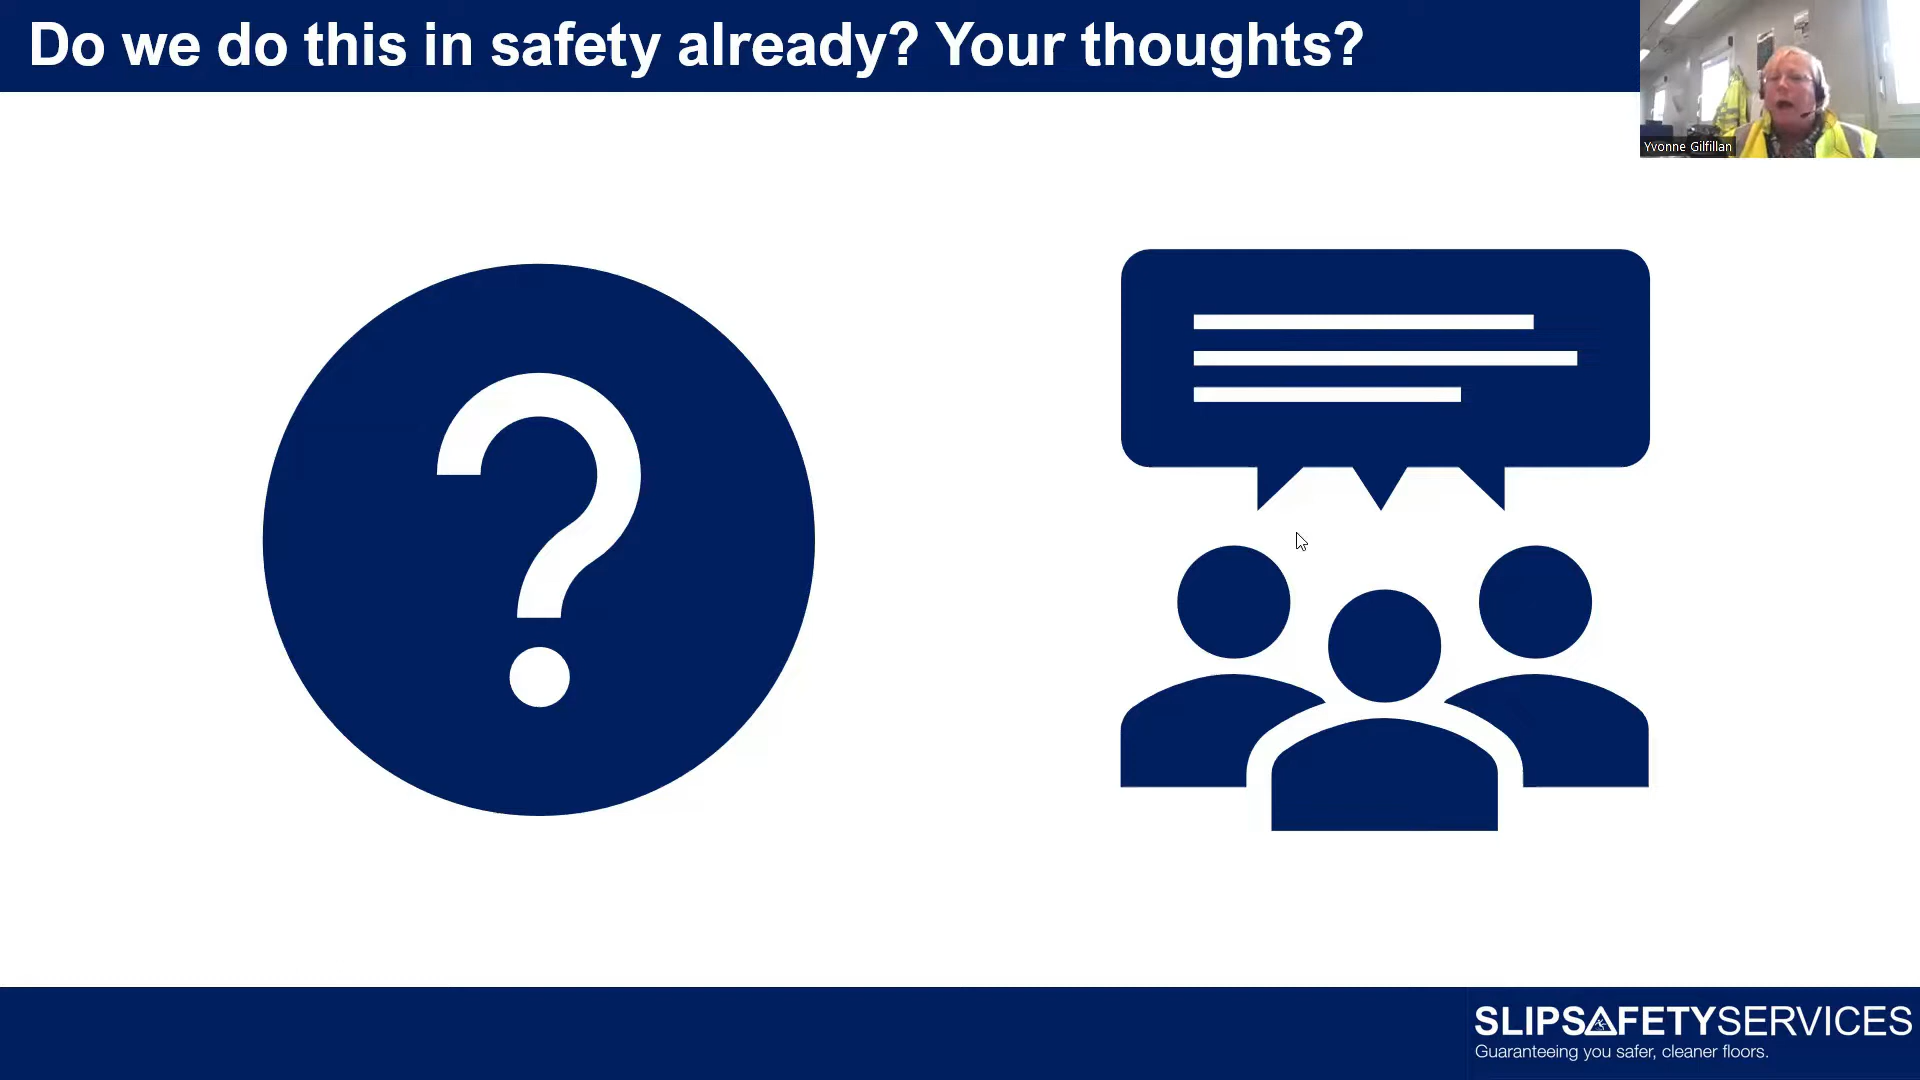 Do we do this in safety already? Your thoughts?
Yvonne Gilfillan
?
SLIPSAFETYSERVICES
Guaranteeing you safer, cleaner floors.